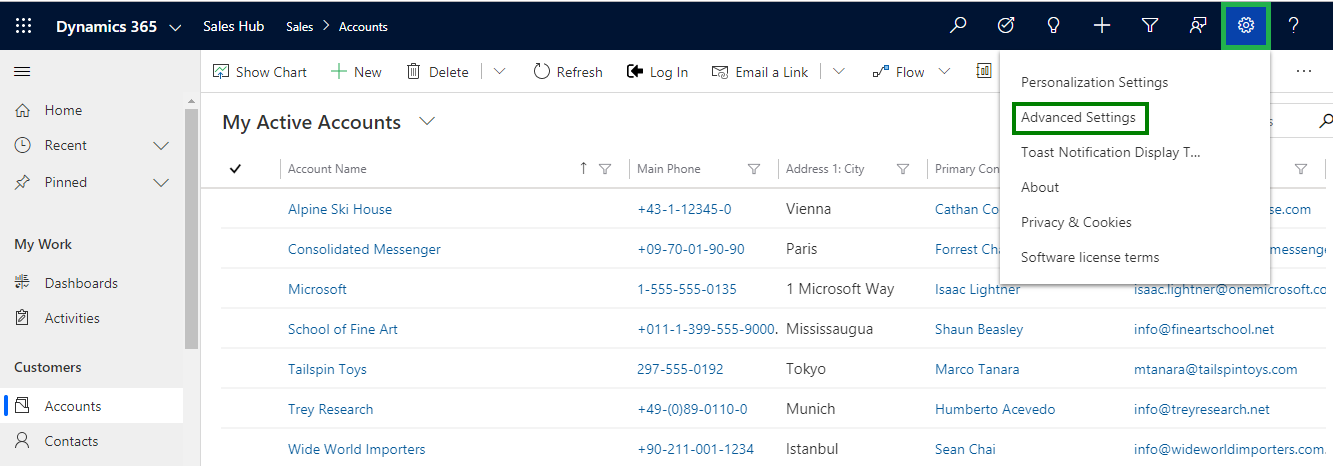 Dynamics 365 Sales Hub Sales > Accounts ?
Show Chart + New Delete Refresh Log In Email a Link Flow ...
Personalization Settings
Advanced Settings
Toast Notification Display T...
About
Privacy & Cookies
Software license terms
Home
Recent
Pinned
My Work
Dashboards
Activities
Customers
Accounts
Contacts
My Active Accounts
Account Name Main Phone Address 1: City Primary Con
Alpine Ski House +43-1-12345-0 Vienna Cathan Co se.com
Consolidated Messenger +09-70-01-90-90 Paris Forrest Cha messenger
Microsoft 1-555-555-0135 1 Microsoft Way Isaac Lightner isaac.lightner@onemicrosoft.co
School of Fine Art +011-1-399-555-9000. Mississaugua Shaun Beasley info@fineartschool.net
Tailspin Toys 297-555-0192 Tokyo Marco Tanara mtanara@tailspintoys.com
Trey Research +49-(0)89-0110-0 Munich Humberto Acevedo info@treyresearch.net
Wide World Importers +90-211-001-1234 Istanbul Sean Chai info@wideworldimporters.com